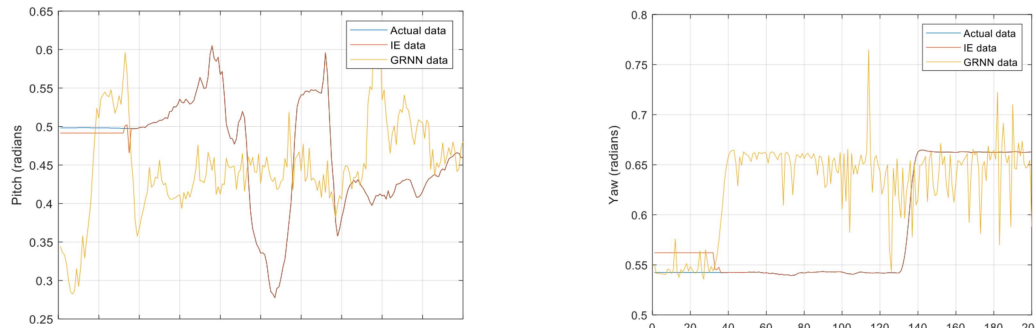 0.65
0.6
0.55
0.5
0.45
0.4
0.35
0.3
0.25
Pitch (radians)
Actual data
IE data
GRNN data
0.8
0.75
0.7
0.65
0.6
0.55
0.5
Yaw (radians)
Actual data
IE data
GRNN data
0 20 40 60 80 100 120 140 160 180